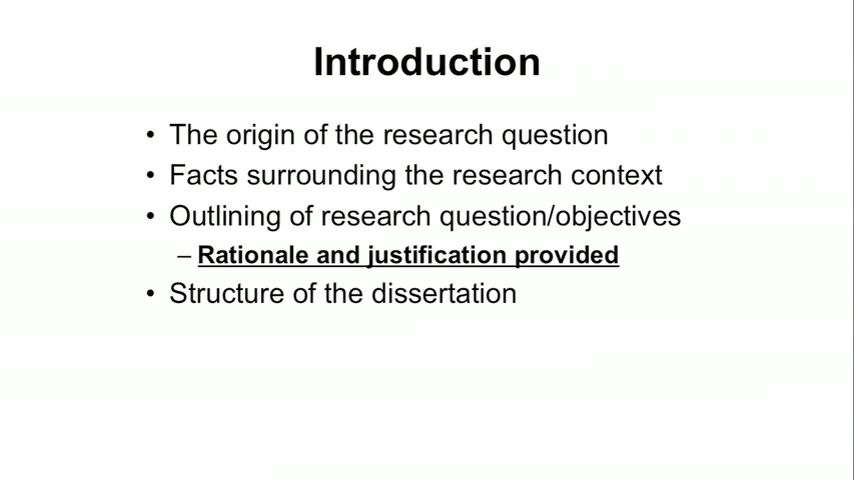 Introduction
• The origin of the research question
• Facts surrounding the research context
• Outlining of research question/objectives
– Rationale and justification provided
• Structure of the dissertation